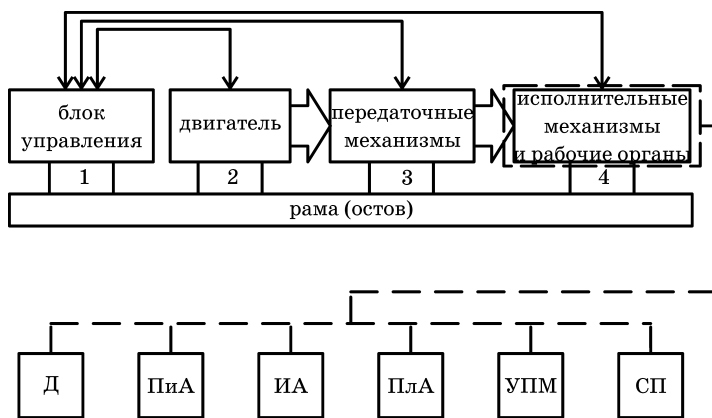 блок
управления
двигатель
передаточные
механизмы
исполнительные
механизмы
и рабочие органы
1
2
3
4
рама (остов)
Д
ПиА
ИА
ПлА
УПМ
СП